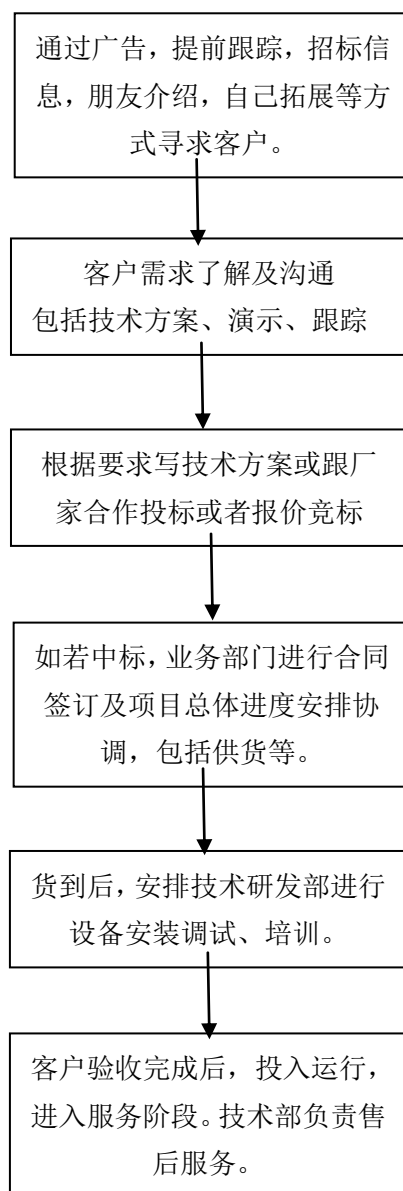 通过广告，提前跟踪，招标信
息，朋友介绍，自己拓展等方
式寻求客户。
客户需求了解及沟通
包括技术方案、演示、跟踪
根据要求写技术方案或跟厂
家合作投标或者报价竞标
如若中标，业务部门进行合同
签订及项目总体进度安排协
调，包括供货等。
货到后，安排技术研发部进行
设备安装调试、培训。
客户验收完成后，投入运行，
进入服务阶段。技术部负责售
后服务。